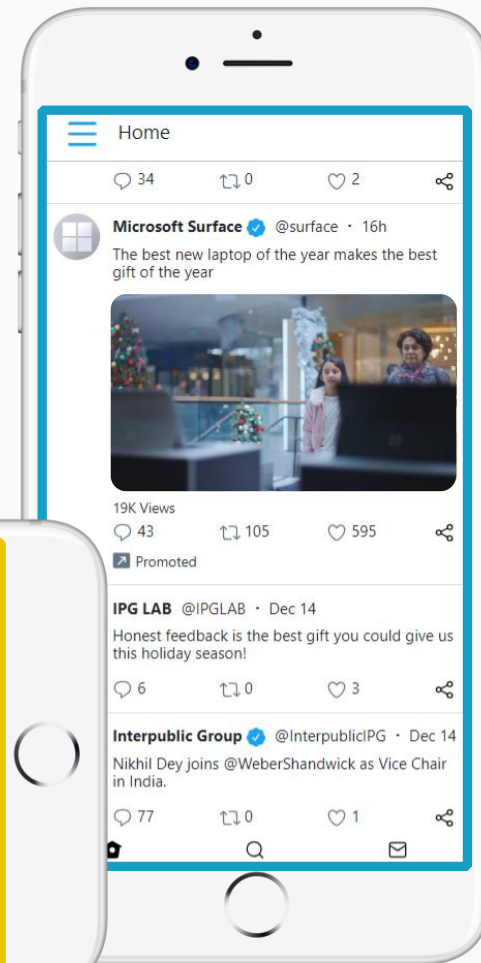 Home
34 0 2
Microsoft Surface @surface · 16h
The best new laptop of the year makes the best
gift of the year
19K Views
43 105 595
Promoted
IPG LAB @IPGLAB · Dec 14
Honest feedback is the best gift you could give us
this holiday season!
6 0 3
Interpublic Group @InterpublicIPG · Dec 14
Nikhil Dey joins @WeberShandwick as Vice Chair
in India.
77 0 1